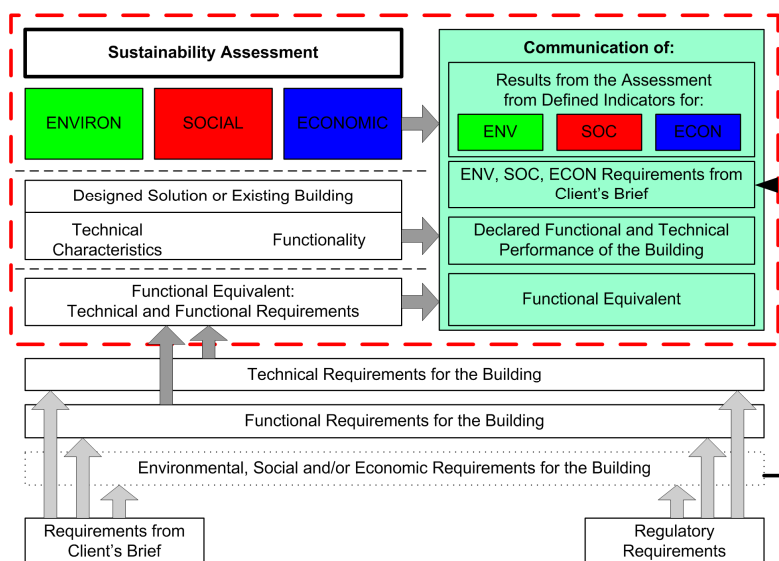 Sustainability Assessment
ENVIRON
SOCIAL
ECONOMIC
Designed Solution or Existing Building
Technical
Characteristics
Functionality
Functional Equivalent:
Technical and Functional Requirements
Communication of:
Results from the Assessment
from Defined Indicators for:
ENV
SOC
ECON
ENV, SOC, ECON Requirements from
Client's Brief
Declared Functional and Technical
Performance of the Building
Functional Equivalent
Technical Requirements for the Building
Functional Requirements for the Building
Environmental, Social and/or Economic Requirements for the Building
Requirements from
Client's Brief
Regulatory
Requirements